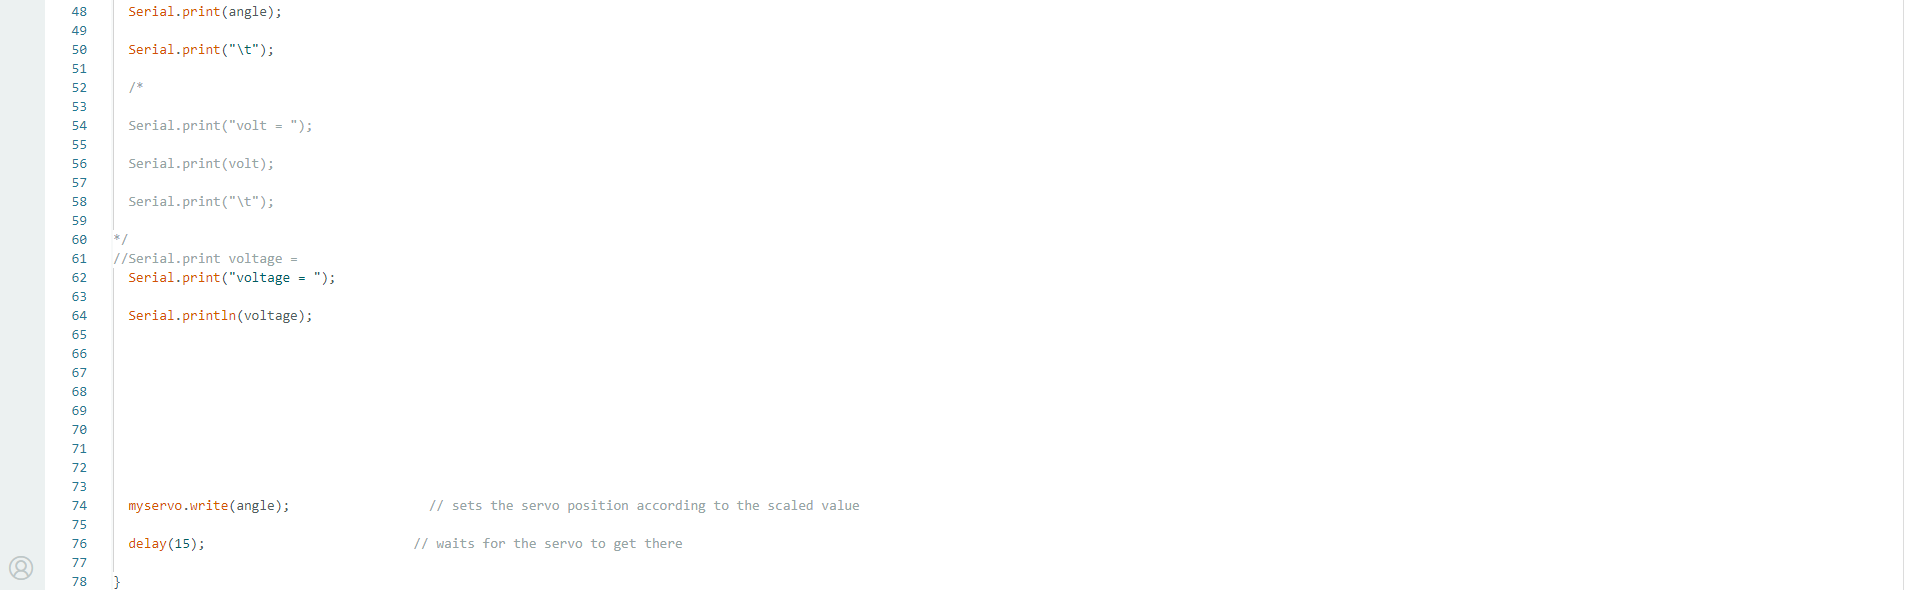 48 Serial.print(angle);
49
50 Serial.print("\t");
51
52 /*
53
54 Serial.print("volt = ");
55
56 Serial.print(volt);
57
58 Serial.print("\t");
59
60 */
61 //Serial.print voltage =
62 Serial.print("voltage = ");
63
64 Serial.println(voltage);
65
66
67
68
69
70
71
72
73
74 myservo.write(angle); // sets the servo position according to the scaled value
75
76 delay(15); // waits for the servo to get there
77
78 }